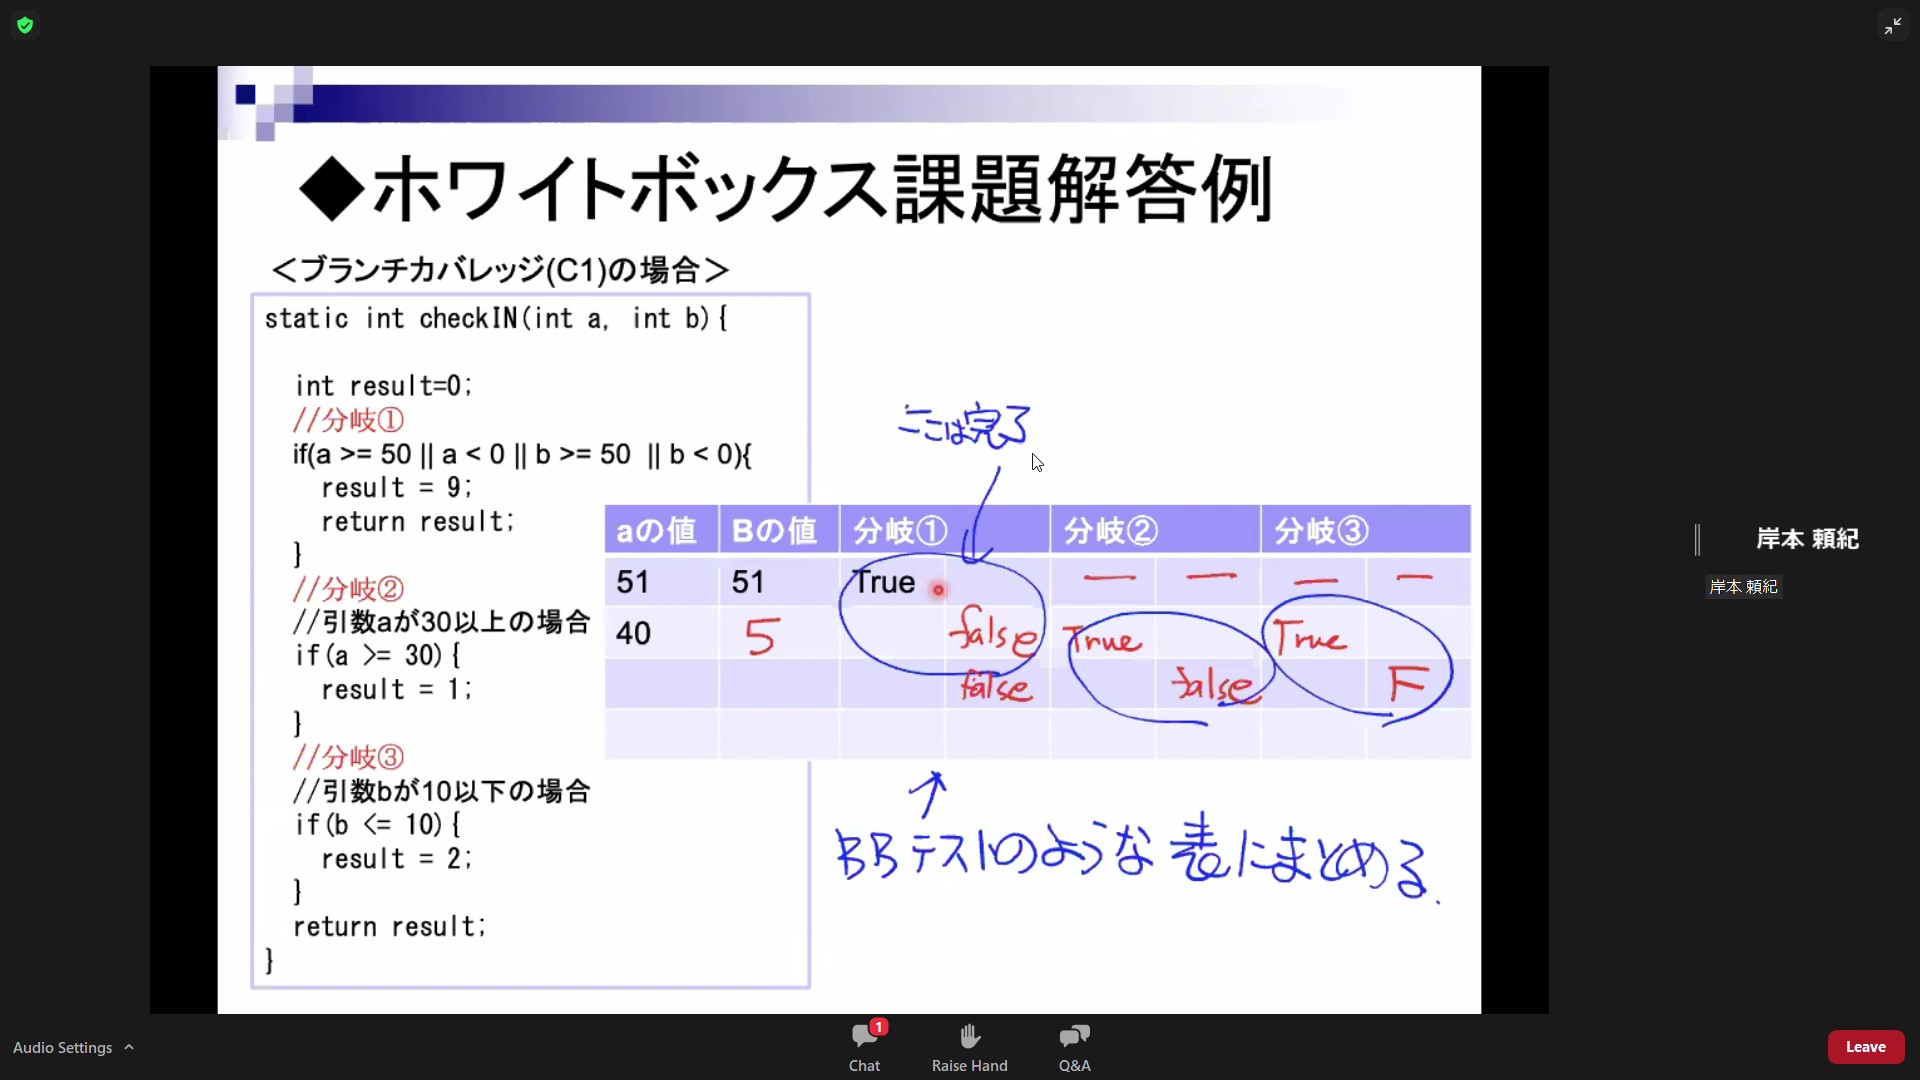 ◆ホワイトボックス課題解答例
＜ブランチカバレッジ(C1)の場合＞
static int checkIN(int a, int b){
int result=0;
//分岐①
if(a >= 50 || a < 0 || b >= 50 || b < 0){
result = 9;
return result;
}
//分岐②
//引数aが30以上の場合
if(a >= 30){
result = 1;
}
//分岐③
//引数bが10以下の場合
if(b <= 10){
result = 2;
}
return result;
}
ここは完了
aの値 Bの値 分岐① 分岐② 分岐③
51 51 True — — — —
40 5 false True True
false false F
BBテストのような表にまとめる.
岸本 頼紀
岸本 頼紀
Audio Settings
1
Chat
Raise Hand
Q&A
Leave